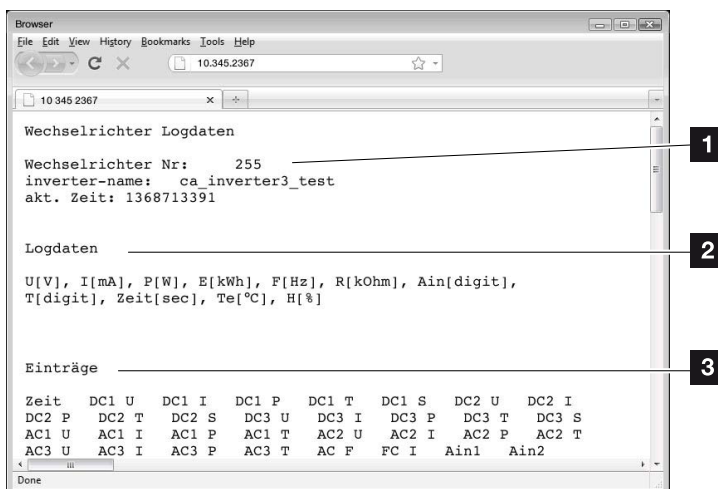 Browser
File Edit View History Bookmarks Tools Help
10.345.2367
10 345 2367
Wechselrichter Logdaten
Wechselrichter Nr: 255
1
inverter-name: ca_inverter3_test
akt. Zeit: 1368713391
Logdaten
2
U[V], I[mA], P[W], E[kWh], F[Hz], R[kOhm], Ain[digit],
T[digit], Zeit[sec], Te[°C], H[%]
Einträge
3
Zeit DC1 U DC1 I DC1 P DC1 T DC1 S DC2 U DC2 I
DC2 P DC2 T DC2 S DC3 U DC3 I DC3 P DC3 T DC3 S
AC1 U AC1 I AC1 P AC1 T AC2 U AC2 I AC2 P AC2 T
AC3 U AC3 I AC3 P AC3 T AC F FC I Ain1 Ain2
Done